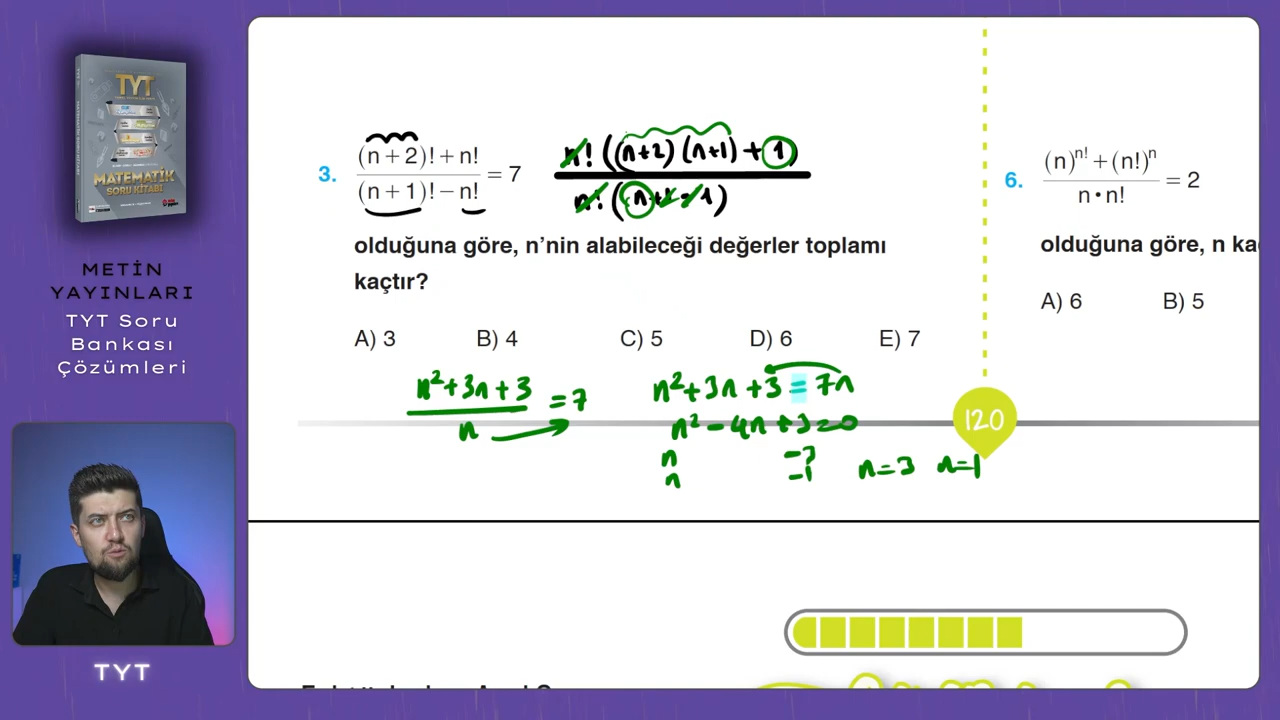 TYT
MATEMATİK
SORU KİTABI
METİN
YAYINLARI
TYT Soru
Bankası
Çözümleri
TYT
3. ((n + 2)! + n!) / ((n + 1)! − n!) = 7
n! ((n+2) (n+1) + 1) / n! (n+1-1)
olduğuna göre, n'nin alabileceği değerler toplamı
kaçtır?
A) 3 B) 4 C) 5 D) 6 E) 7
(n²+3n+3) / n = 7
n²+3n+3 = 7n
n² - 4n + 3 = 0
n -3
n -1
n=3 n=1
120
6. ((n)^n! + (n!)^n) / (n • n!) = 2
olduğuna göre, n
A) 6 B) 5